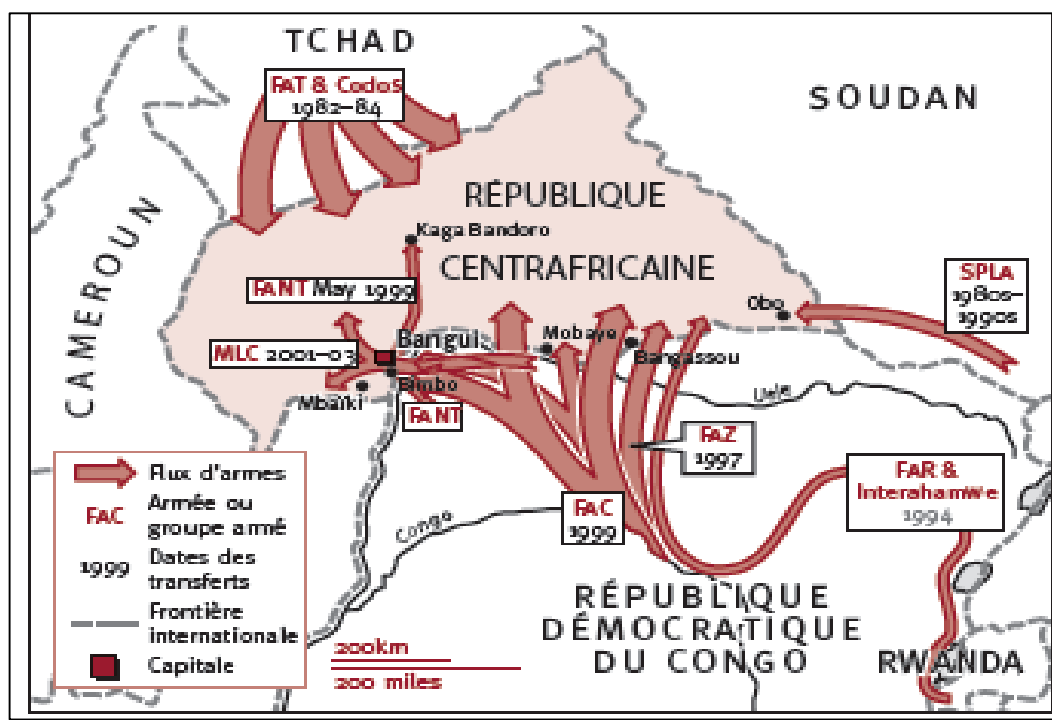 TCHAD
FAT & Codos
1982–84
SOUDAN
RÉPUBLIQUE
CENTRAFRICAINE
CAMEROUN
Kaga Bandoro
FANT May 1999
SPLA
1980s–
1990s
Obo
MLC 2001–03
Bangui
Mobaye
Bangassou
Bimbo
Mbaïki
Uele
FANT
FAZ
1997
FAR &
Interahamwe
1994
FAC
1999
Congo
Flux d'armes
FAC
Armée ou
groupe armé
1999
Dates des
transferts
Frontière
internationale
Capitale
200km
200 miles
RÉPUBLIQUE
DÉMOCRATIQUE
DU CONGO
RWANDA